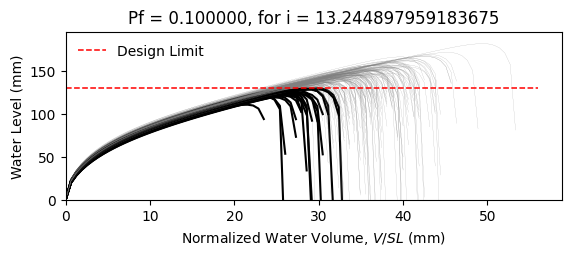 Pf = 0.100000, for i = 13.244897959183675
Design Limit
Water Level (mm)
150
100
50
0
0 10 20 30 40 50
Normalized Water Volume, V/SL (mm)